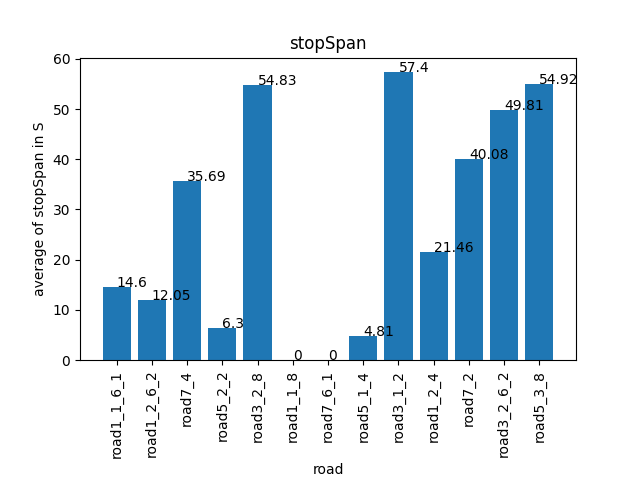 stopSpan
average of stopSpan in S
60
50
40
30
20
10
0
14.6
12.05
35.69
6.3
54.83
0
0
4.81
57.4
21.46
40.08
49.81
54.92
road1_1_6_1
road1_2_6_2
road7_4
road5_2_2
road3_2_8
road1_1_8
road7_6_1
road5_1_4
road3_1_2
road1_2_4
road7_2
road3_2_6_2
road5_3_8
road